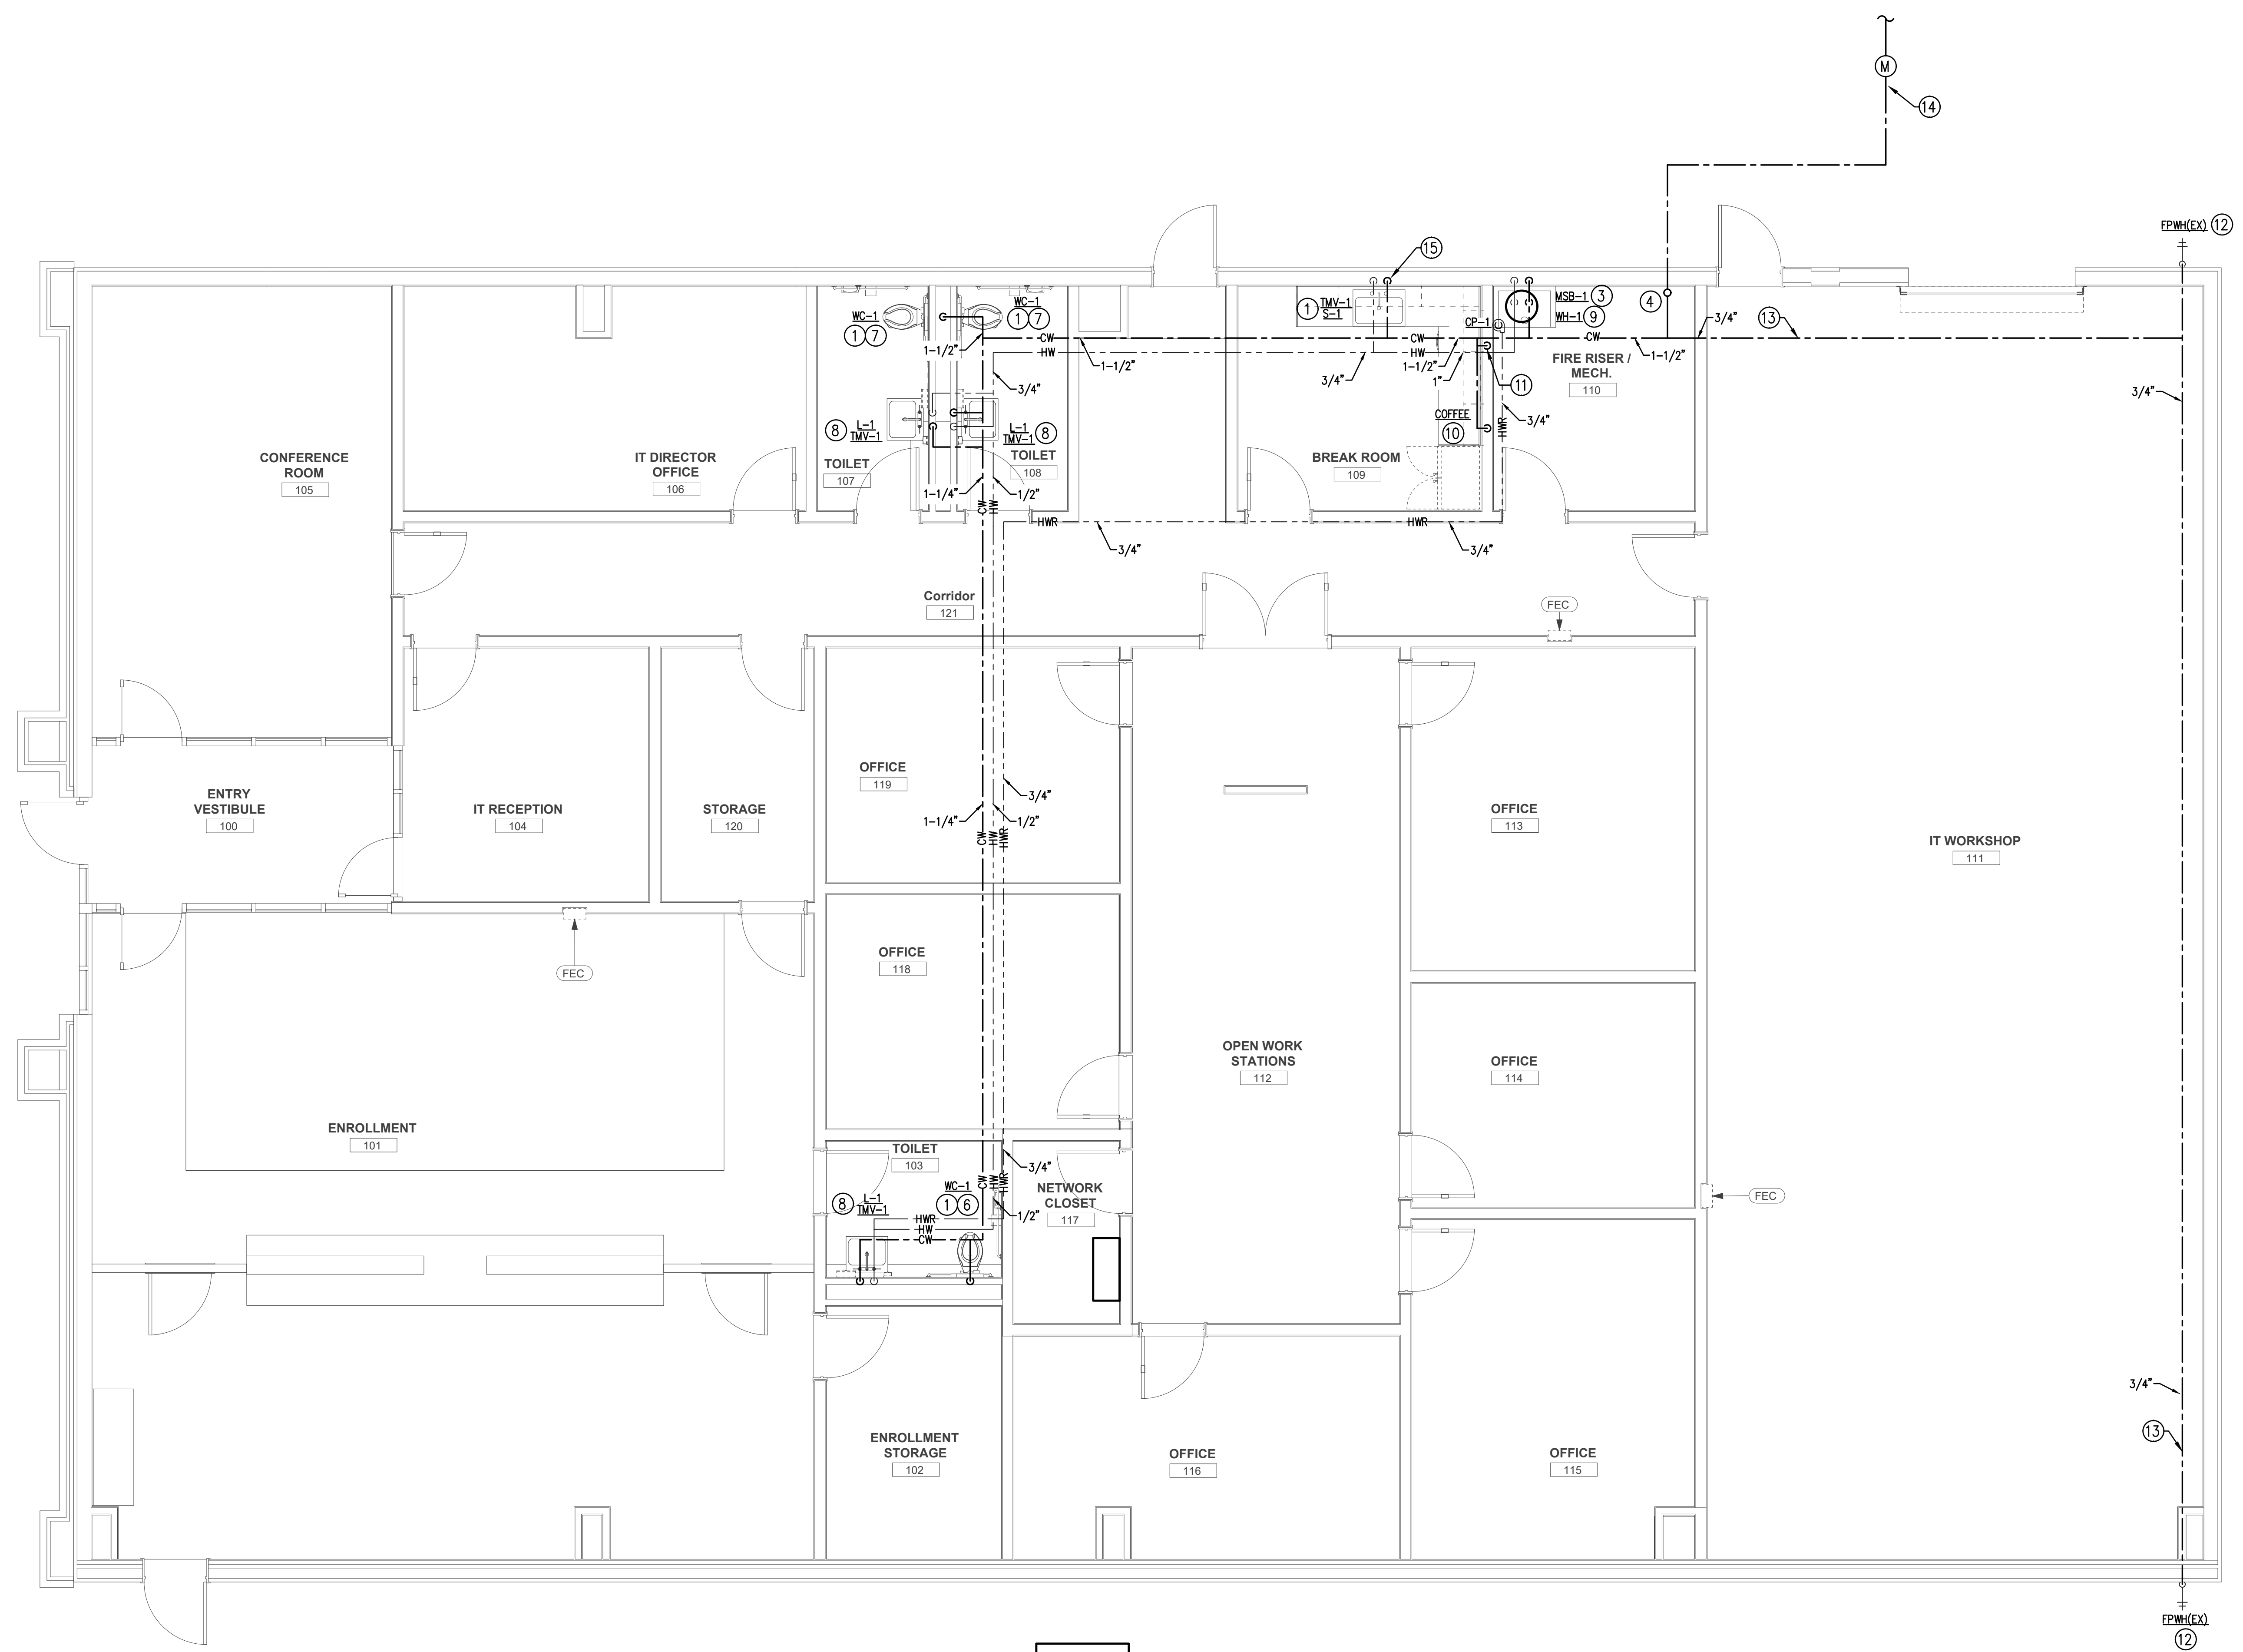 M
14
FPWH(EX) 12
15
WC-1
1 7
WC-1
1 7
1 TMV-1
S-1
MSB-1 3
WH-1 9
CP-1
C
4
3/4"
13
1-1/2"
CW
CW
CW
HW
HW
1-1/2"
1-1/2"
1-1/2"
3/4"
3/4"
1"
11
FIRE RISER /
MECH.
110
3/4"
COFFEE
10
3/4"
HWR
8 L-1
TMV-1
L-1 8
TMV-1
CONFERENCE
ROOM
105
IT DIRECTOR
OFFICE
106
TOILET
107
TOILET
108
BREAK ROOM
109
1-1/4"
1/2"
CW
HW
HWR
HWR
3/4"
3/4"
Corridor
121
FEC
OFFICE
119
ENTRY
VESTIBULE
100
IT RECEPTION
104
STORAGE
120
3/4"
1-1/4"
1/2"
CW
HW
HWR
OFFICE
113
IT WORKSHOP
111
OFFICE
118
FEC
OPEN WORK
STATIONS
112
OFFICE
114
ENROLLMENT
101
TOILET
103
3/4"
CW
HW
HWR
NETWORK
CLOSET
117
FEC
8 L-1
TMV-1
WC-1
1 6
1/2"
HWR
HW
CW
3/4"
13
ENROLLMENT
STORAGE
102
OFFICE
116
OFFICE
115
FPWH(EX)
12